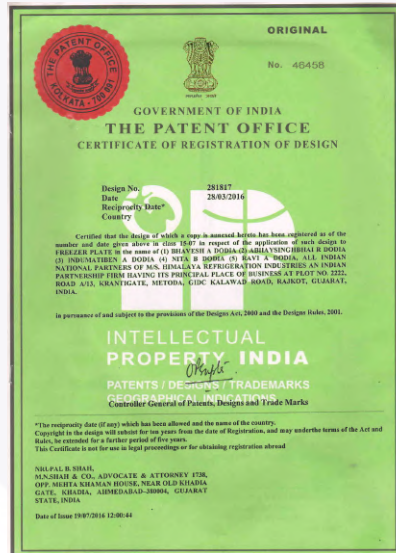 ORIGINAL
THE PATENT OFFICE
KOLKATA - 700 091
No. 46458
GOVERNMENT OF INDIA
THE PATENT OFFICE
CERTIFICATE OF REGISTRATION OF DESIGN
Design No. 281817
Date 28/03/2016
Reciprocity Date*
Country
Certified that the design of which a copy is annexed hereto has been registered as of the
number and date given above in class 15-07 in respect of the application of such design to
FREEZER PLATE in the name of (1) BHAVESH A DODIA (2) ABHAYSINGBHAI R DODIA
(3) INDUMATIBEN A DODIA (4) NITA B DODIA (5) RAVI A DODIA, ALL INDIAN
NATIONAL PARTNERS OF M/S. HIMALAYA REFRIGERATION INDUSTRIES AN INDIAN
PARTNERSHIP FIRM HAVING ITS PRINCIPAL PLACE OF BUSINESS AT PLOT NO. 2222,
ROAD A/13, KRANTIGATE, METODA, GIDC KALAWAD ROAD, RAJKOT, GUJARAT,
INDIA.
in pursuance of and subject to the provisions of the Designs Act, 2000 and the Designs Rules, 2001.
INTELLECTUAL
PROPERTY INDIA
PATENTS / DESIGNS / TRADEMARKS
GEOGRAPHICAL INDICATIONS
Controller General of Patents, Designs and Trade Marks
*The reciprocity date (if any) which has been allowed and the name of the country.
Copyright in the design will subsist for ten years from the date of Registration, and may underthe terms of the Act and
Rules, be extended for a further period of five years.
This Certificate is not for use in legal proceedings or for obtaining registration abroad
B. SHAH,
M.N.SHAH & CO., ADVOCATE & ATTORNEY 1738,
OPP. MEHTA KHAMAN HOUSE, NEAR OLD KHADIA
GATE, KHADIA, AHMEDABAD-380004, GUJARAT
STATE, INDIA
Date of Issue 19/07/2016 12:00:44